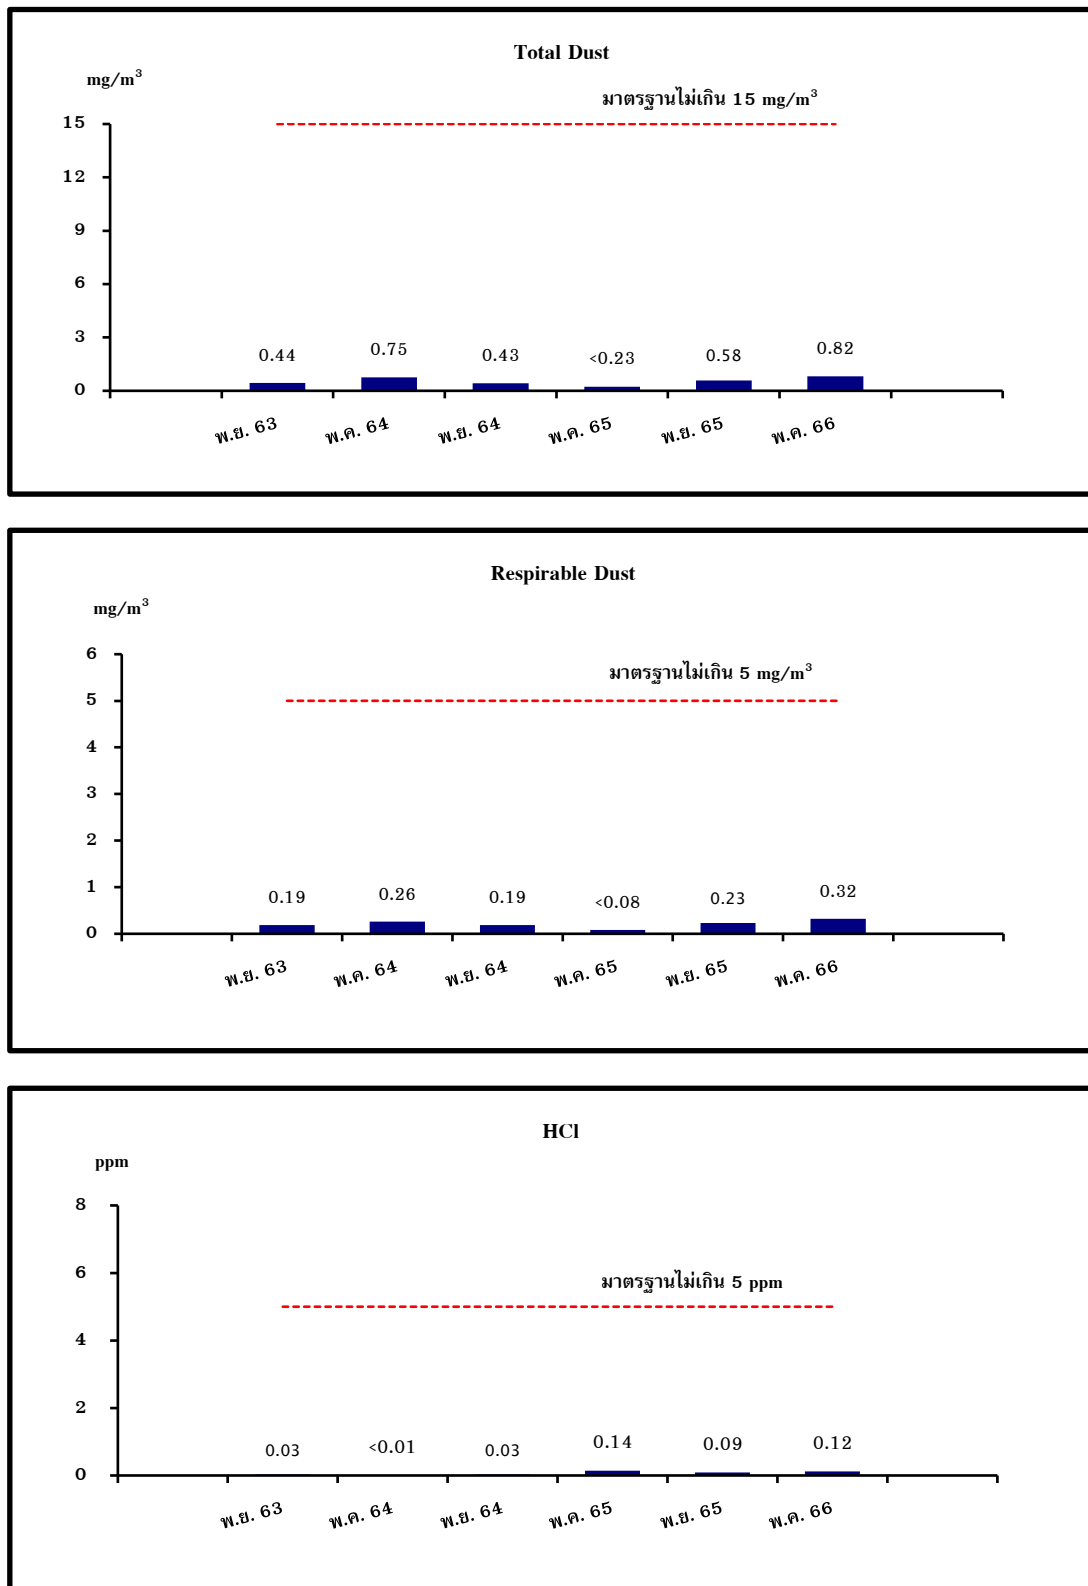 Total Dust
mg/m³
มาตรฐานไม่เกิน 15 mg/m³
15
12
9
6
3
0
0.44 0.75 0.43 <0.23 0.58 0.82
พ.ย. 63 พ.ค. 64 พ.ย. 64 พ.ค. 65 พ.ย. 65 พ.ค. 66
Respirable Dust
mg/m³
มาตรฐานไม่เกิน 5 mg/m³
6
5
4
3
2
1
0
0.19 0.26 0.19 <0.08 0.23 0.32
พ.ย. 63 พ.ค. 64 พ.ย. 64 พ.ค. 65 พ.ย. 65 พ.ค. 66
HCl
ppm
มาตรฐานไม่เกิน 5 ppm
8
6
4
2
0
0.03 <0.01 0.03 0.14 0.09 0.12
พ.ย. 63 พ.ค. 64 พ.ย. 64 พ.ค. 65 พ.ย. 65 พ.ค. 66